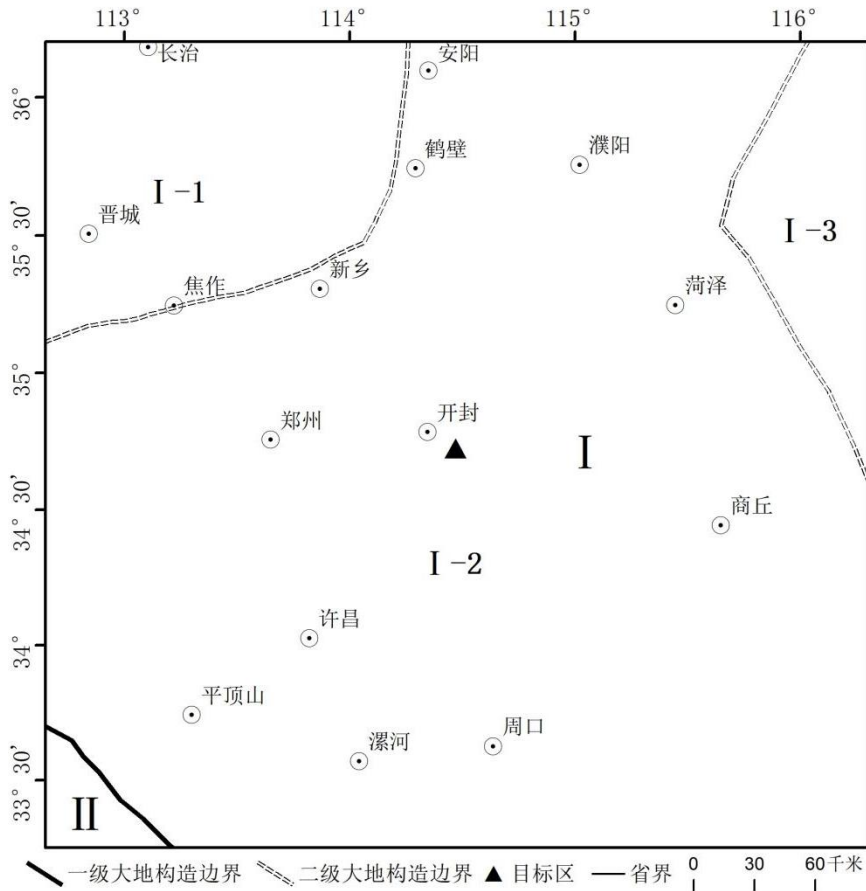 113° 114° 115° 116°
长治
安阳
36°
鹤壁
濮阳
Ⅰ-1
晋城
35° 30′
Ⅰ-3
新乡
焦作
菏泽
35°
开封
郑州
Ⅰ
34° 30′
商丘
Ⅰ-2
许昌
34°
平顶山
周口
漯河
33° 30′
Ⅱ
一级大地构造边界 二级大地构造边界 目标区 省界 0 30 60千米